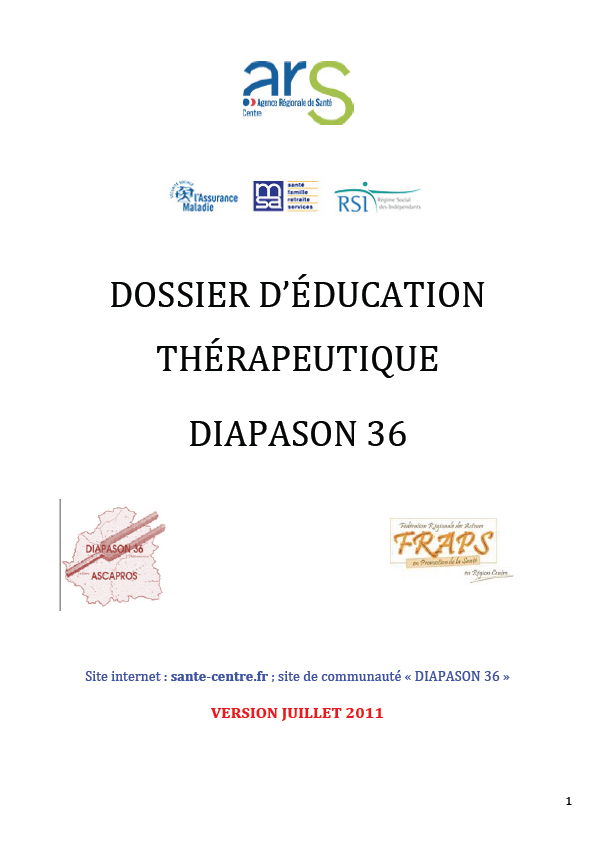 ars
Agence Régionale de Santé
Centre
SÉCURITÉ SOCIALE
l'Assurance
Maladie
msa
santé
famille
retraite
services
RSI
Régime Social
des Indépendants
DOSSIER D'ÉDUCATION
THÉRAPEUTIQUE
DIAPASON 36
DIAPASON 36
ASCAPROS
Fédération Régionale des Acteurs
FRAPS
en Promotion de la Santé
en Région Centre
Site internet : sante-centre.fr ; site de communauté « DIAPASON 36 »
VERSION JUILLET 2011
1